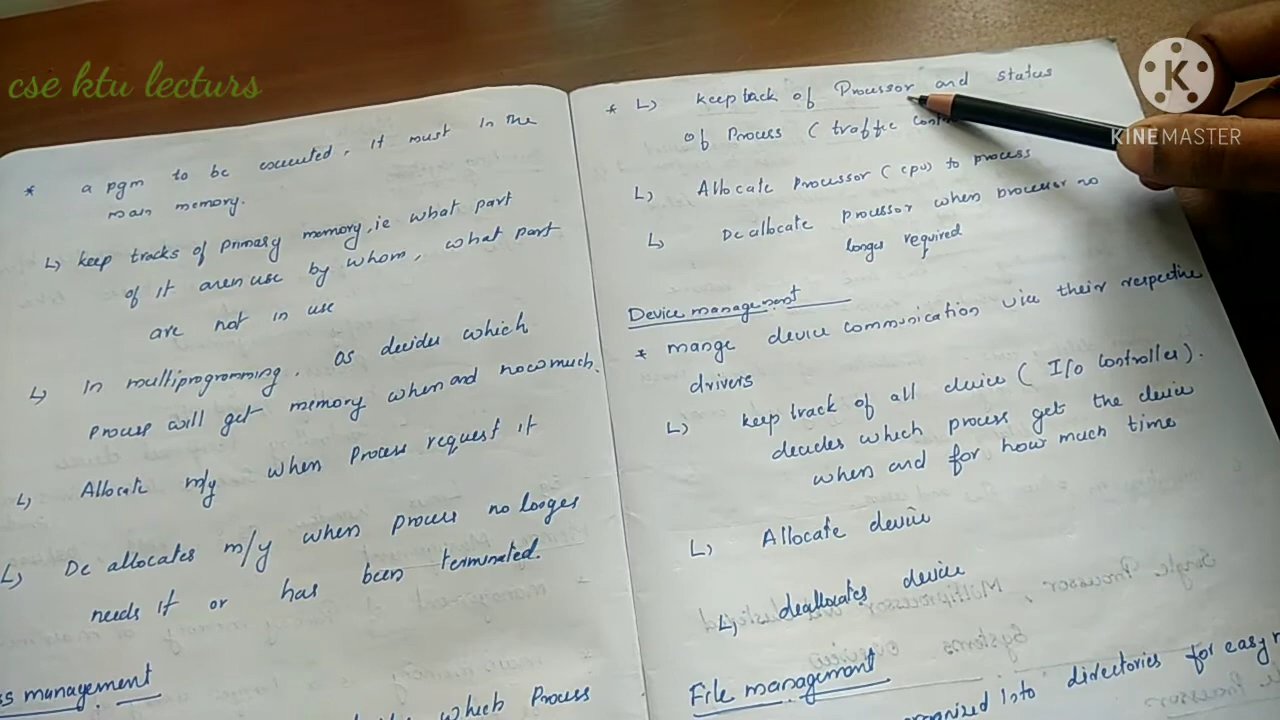 cse ktu lecturs
KINEMASTER
* a pgm to be executed, it must in the
main memory.
↳ keep tracks of primary memory, ie what part
of it are in use by whom, what part
are not in use
↳ In multiprogramming, os decides which
process will get memory when and how much.
↳ Allocate m/y when process request it
↳ De allocates m/y when process no longer
needs it or has been terminated.
ss management
which process
* ↳ keep track of Processor and status
of Process ( traffic
↳ Allocate processor (cpu) to process
↳ De allocate processor when processor no
longer required
Device management
* mange device communication via their respective
drivers
↳ keep track of all device ( I/o controller).
decides which process get the device
when and for how much time
↳ Allocate device
↳ deallocates device
File management
organized into directories for easy